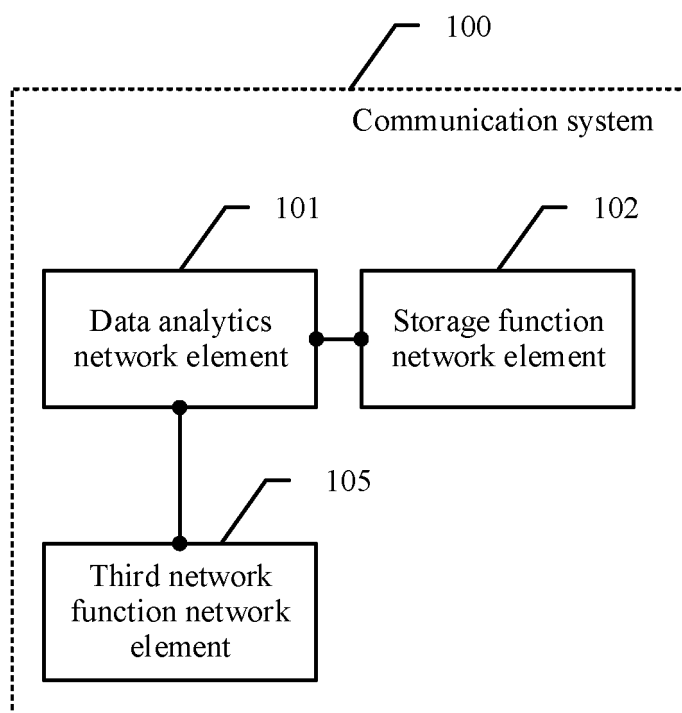 100
Communication system
101
102
Data analytics
network element
Storage function
network element
105
Third network
function network
element